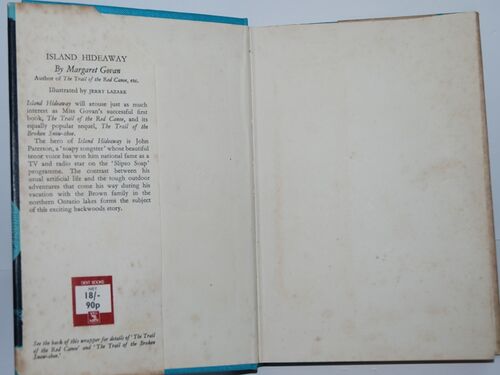 ISLAND HIDEAWAY
By Margaret Govan
Author of The Trail of the Red Canoe, etc.
Illustrated by JERRY LAZARE
Island Hideaway will arouse just as much
interest as Miss Govan's successful first
book, The Trail of the Red Canoe, and its
equally popular sequel, The Trail of the
Broken Snow-shoe.
The hero of Island Hideaway is John
Paterson, a 'soapy songster' whose beautiful
tenor voice has won him national fame as a
TV and radio star on the 'Slipso Soap'
programme. The contrast between his
usual artificial life and the tough outdoor
adventures that come his way during his
vacation with the Brown family in the
northern Ontario lakes forms the subject
of this exciting backwoods story.
DENT BOOKS
NET
18/-
90p
See the back of this wrapper for details of 'The Trail
of the Red Canoe' and 'The Trail of the Broken
Snow-shoe.'